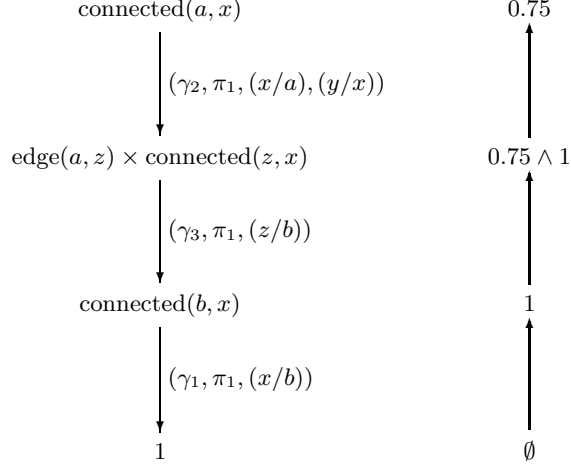 connected(a, x) 0.75
(γ₂, π₁, (x/a), (y/x))
edge(a, z) × connected(z, x) 0.75 ∧ 1
(γ₃, π₁, (z/b))
connected(b, x) 1
(γ₁, π₁, (x/b))
1 ∅